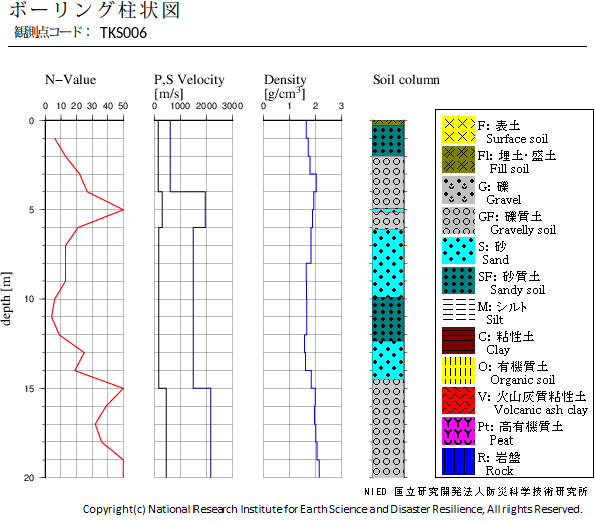 ボーリング柱状図
観測点コード： TKS006
N−Value
P,S Velocity
[m/s]
Density
[g/cm³]
Soil column
0 10 20 30 40 50
0 1000 2000 3000
0 1 2 3
0
5
10
15
20
depth [m]
F: 表土
Surface soil
Fl: 埋土・盛土
Fill soil
G: 礫
Gravel
GF: 礫質土
Gravelly soil
S: 砂
Sand
SF: 砂質土
Sandy soil
M: シルト
Silt
C: 粘性土
Clay
O: 有機質土
Organic soil
V: 火山灰質粘性土
Volcanic ash clay
Pt: 高有機質土
Peat
R: 岩盤
Rock
NIED 国立研究開発法人防災科学技術研究所
Copyright(c) National Research Institute for Earth Science and Disaster Resilience, All rights Reserved.